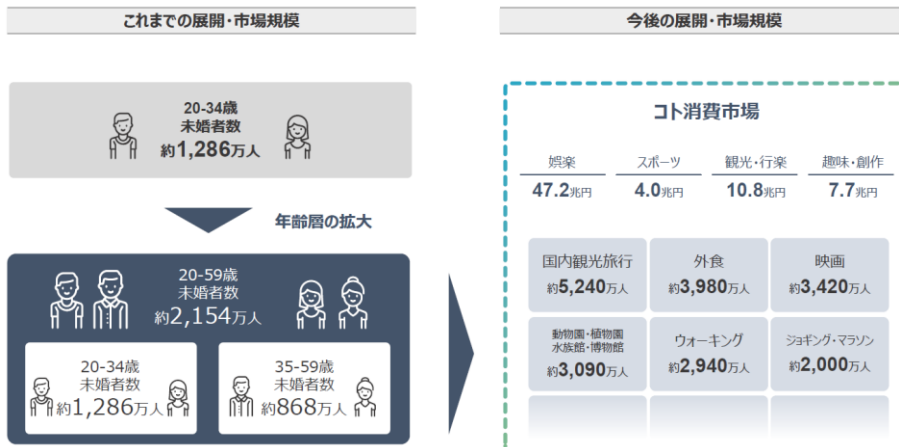 これまでの展開・市場規模
20-34歳
未婚者数
約1,286万人
年齢層の拡大
20-59歳
未婚者数
約2,154万人
20-34歳
未婚者数
約1,286万人
35-59歳
未婚者数
約868万人
今後の展開・市場規模
コト消費市場
娯楽
47.2兆円
スポーツ
4.0兆円
観光・行楽
10.8兆円
趣味・創作
7.7兆円
国内観光旅行
約5,240万人
外食
約3,980万人
映画
約3,420万人
動物園・植物園
水族館・博物館
約3,090万人
ウォーキング
約2,940万人
ジョギング・マラソン
約2,000万人